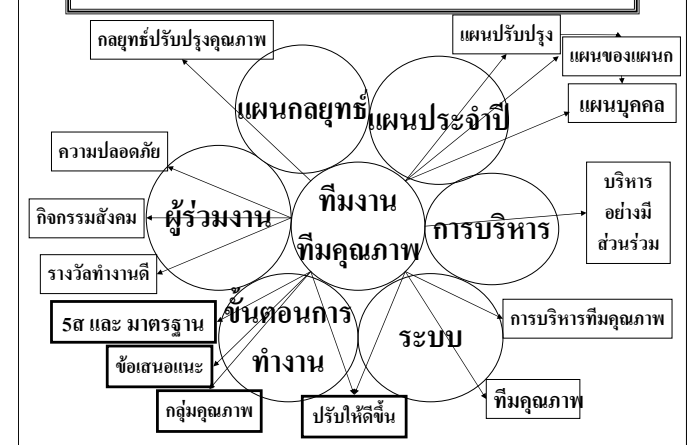 กลยุทธ์ปรับปรุงคุณภาพ
แผนปรับปรุง
แผนของแผนก
แผนบุคคล
แผนกลยุทธ์
แผนประจำปี
ความปลอดภัย
กิจกรรมสังคม
รางวัลทำงานดี
ผู้ร่วมงาน
ทีมงาน
ทีมคุณภาพ
การบริหาร
บริหาร
อย่างมี
ส่วนร่วม
5ส และ มาตรฐาน
ข้อเสนอแนะ
กลุ่มคุณภาพ
ขั้นตอนการ
ทำงาน
ปรับให้ดีขึ้น
ระบบ
การบริหารทีมคุณภาพ
ทีมคุณภาพ